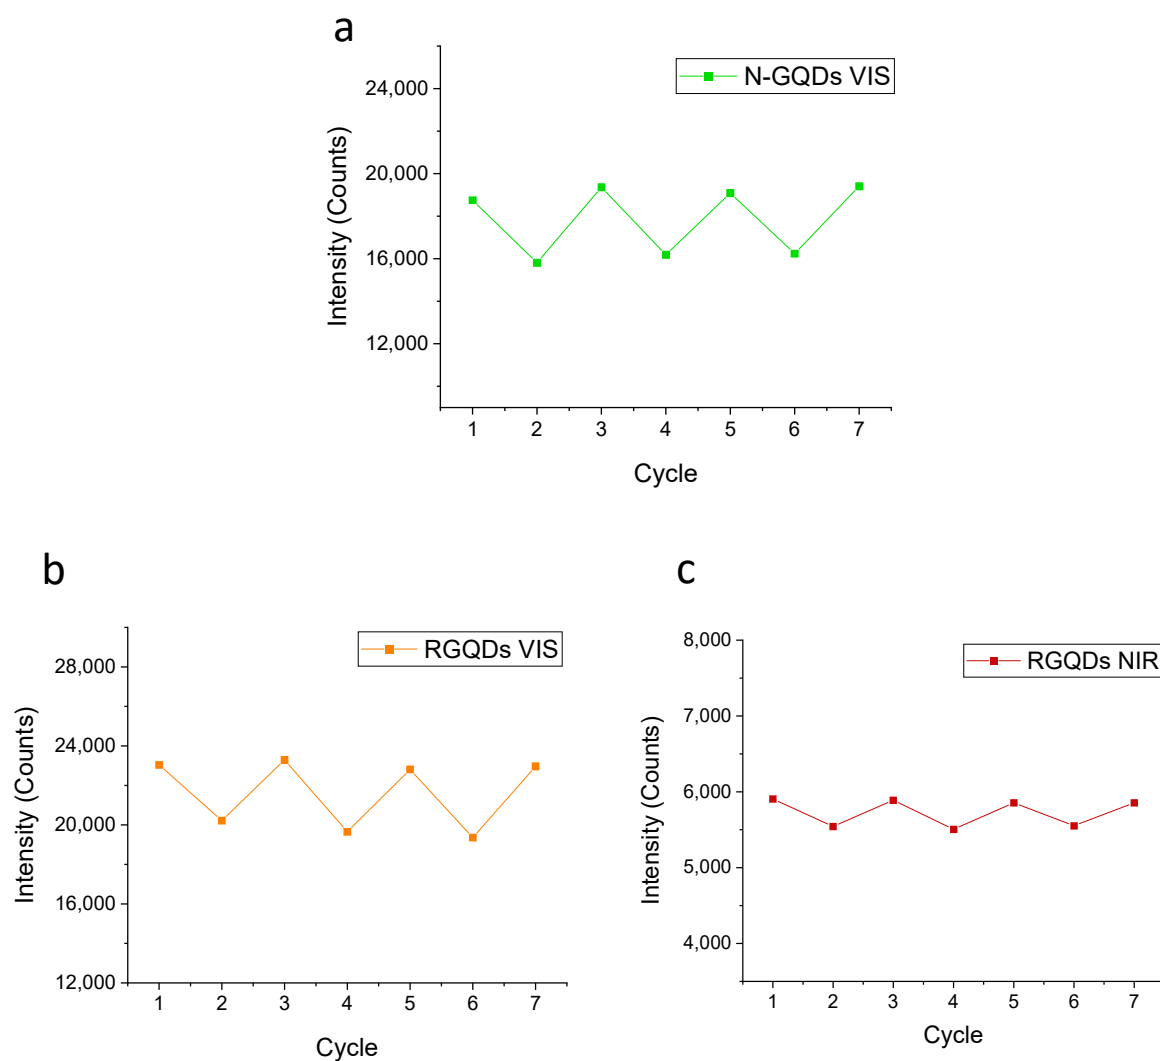 a
N-GQDs VIS
24,000
20,000
16,000
12,000
Intensity (Counts)
1 2 3 4 5 6 7
Cycle
b
RGQDs VIS
28,000
24,000
20,000
16,000
12,000
Intensity (Counts)
1 2 3 4 5 6 7
Cycle
c
RGQDs NIR
8,000
7,000
6,000
5,000
4,000
Intensity (Counts)
1 2 3 4 5 6 7
Cycle